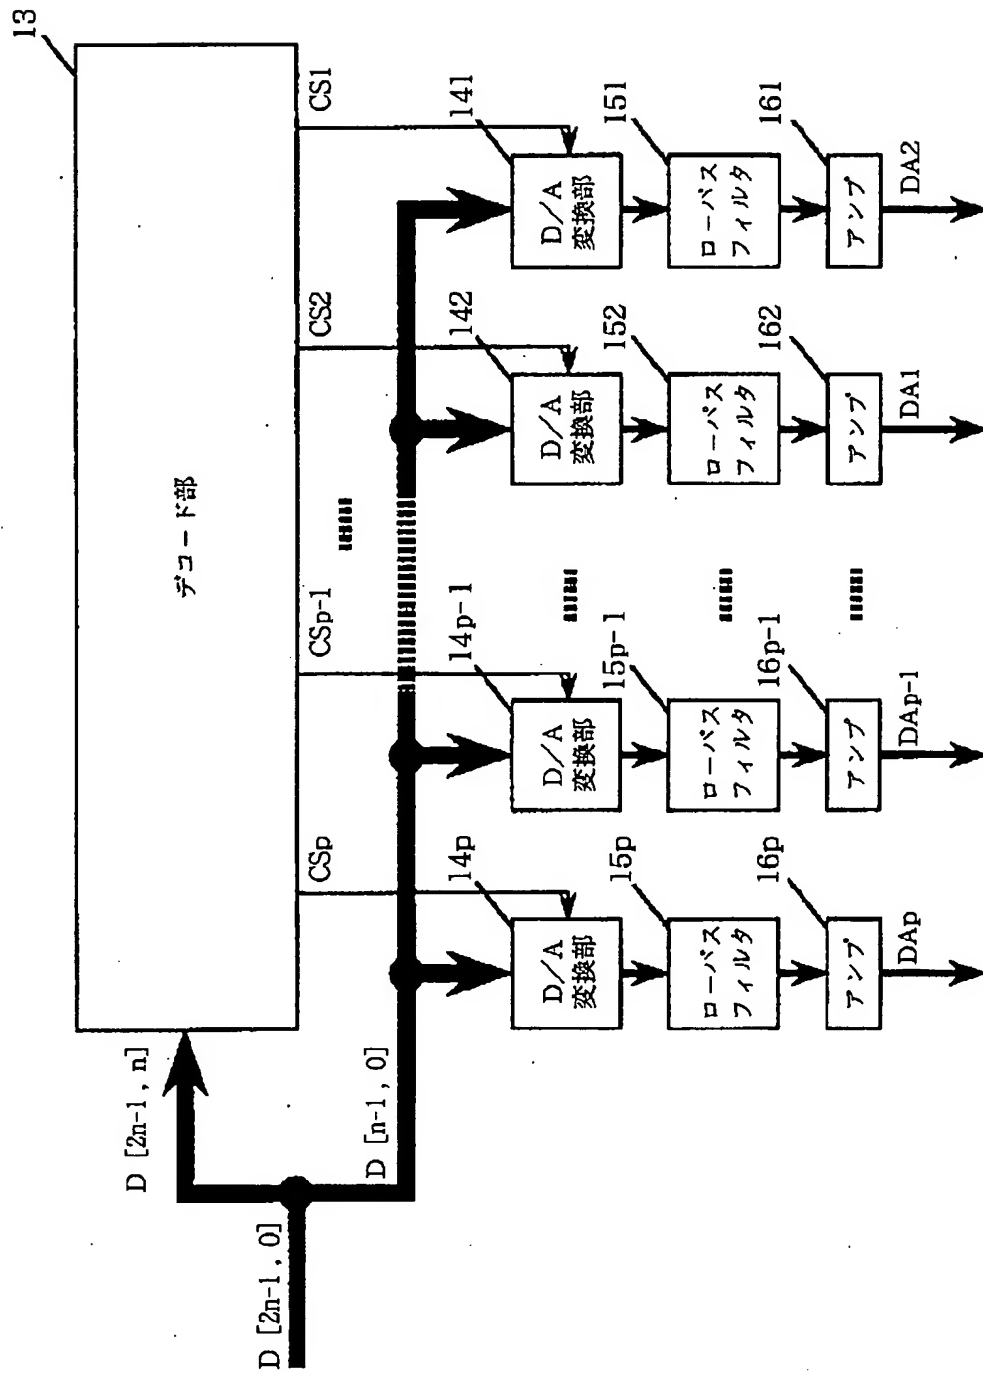 13
デコード部
D [2n-1, n]
D [2n-1, 0]
D [n-1, 0]
CSp
CSp-1
CS2
CS1
14p
14p-1
142
141
D/A
変換部
D/A
変換部
D/A
変換部
D/A
変換部
15p
15p-1
152
151
ローパス
フィルタ
ローパス
フィルタ
ローパス
フィルタ
ローパス
フィルタ
16p
16p-1
162
161
アンプ
アンプ
アンプ
アンプ
DAp
DAp-1
DA1
DA2